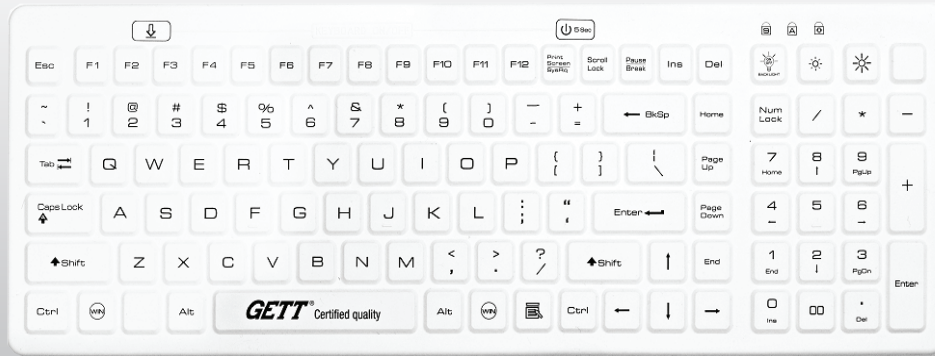 5 Sec
9 A
Esc F1 F2 F3 F4 F5 F6 F7 F8 F9 F10 F11 F12 Print Screen SysRq Scroll Lock Pause Break Ins Del BACKLIGHT
~ ` ! 1 @ 2 # 3 $ 4 % 5 ^ 6 & 7 * 8 ( 9 ) 0 — - + = ← BkSp Home Num Lock / * —
Tab Q W E R T Y U I O P { [ } ] ¦ \ Page Up 7 Home 8 ↑ 9 PgUp +
Caps Lock A S D F G H J K L : ; “ ‘ Enter Page Down 4 ← 5 6 →
Shift Z X C V B N M < , > . ? / Shift ↑ End 1 End 2 ↓ 3 PgDn Enter
Ctrl WIN Alt GETT® Certified quality Alt WIN Ctrl ← ↓ → 0 Ins 00 . Del